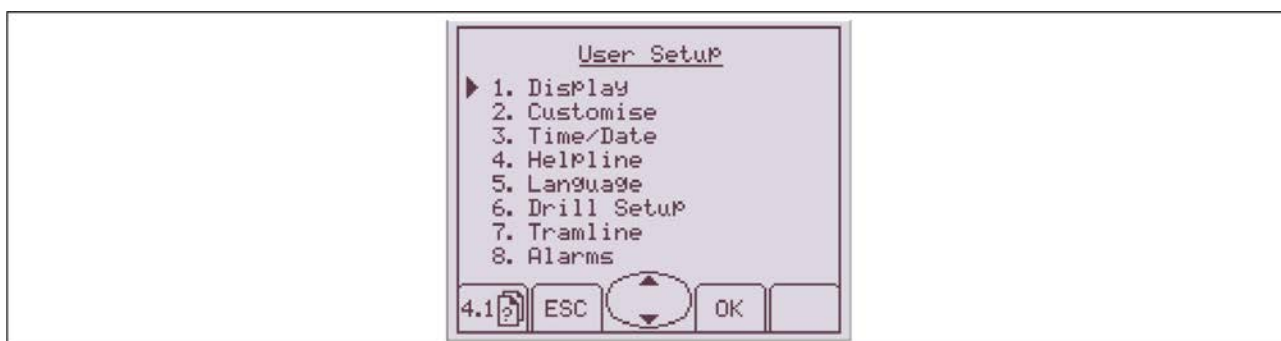 User Setup
1. Display
2. Customise
3. Time/Date
4. Helpline
5. Language
6. Drill Setup
7. Tramline
8. Alarms
4.1 ? ESC OK